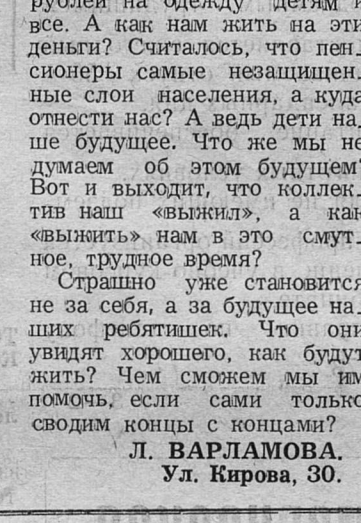 рублей на одежду детям и
все. А как нам жить на эти
деньги? Считалось, что пен-
сионеры самые незащищен-
ные слои населения, а куда
отнести нас? А ведь дети на-
ше будущее. Что же мы не
думаем об этом будущем?
Вот и выходит, что коллек-
тив наш «выжил», а как
«выжить» нам в это смут-
ное, трудное время?
Страшно уже становится
не за себя, а за будущее на-
ших ребятишек. Что они
увидят хорошего, как будут
жить? Чем сможем мы им
помочь, если сами только
сводим концы с концами?
Л. ВАРЛАМОВА.
Ул. Кирова, 30.